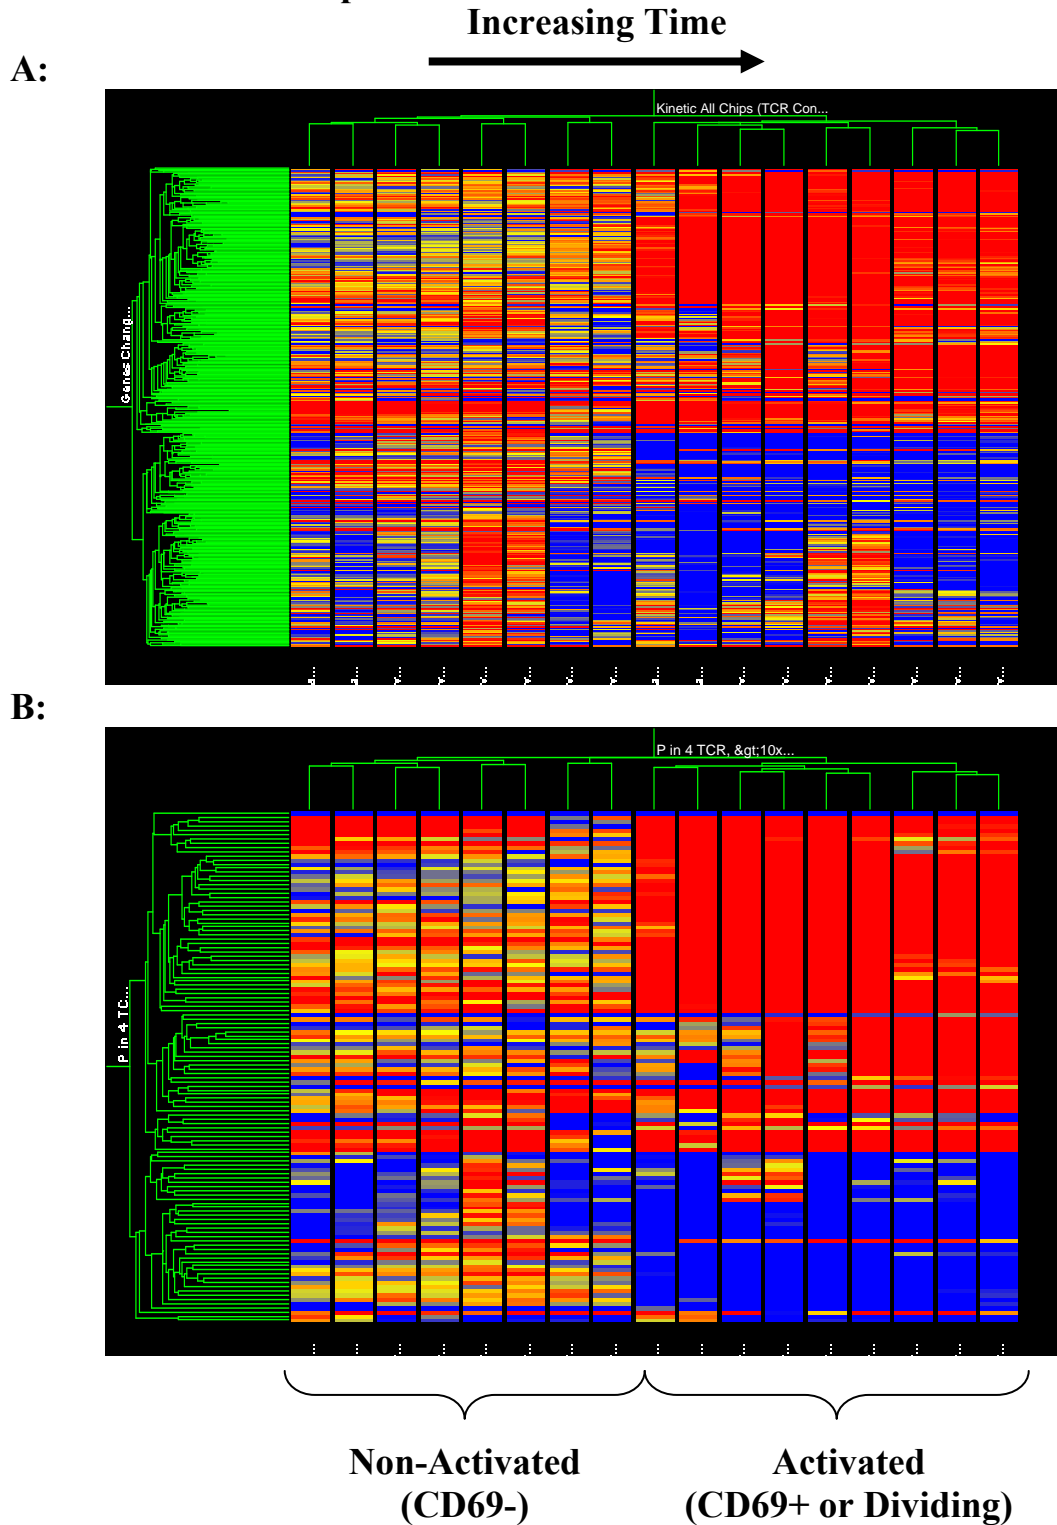 Increasing Time
A:
Kinetic All Chips (TCR Con...
Genes Chang...
B:
P in 4 TCR, &gt;10x...
P in 4 TC...
Non-Activated
(CD69-)
Activated
(CD69+ or Dividing)